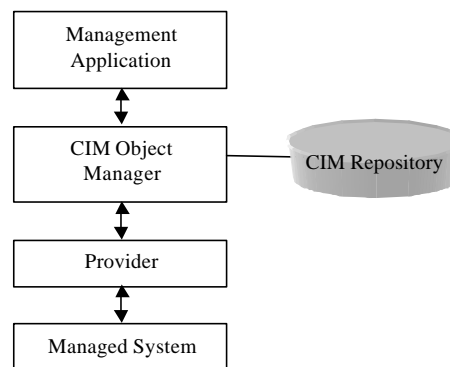 Management
Application
CIM Object
Manager
CIM Repository
Provider
Managed System